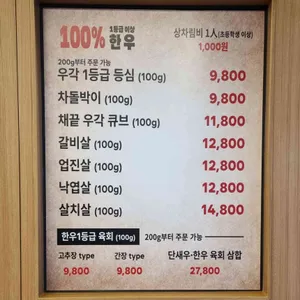 100% 1등급 이상 한우
상차림비 1人 (초등학생 이상)
1,000원
200g부터 주문 가능
우각 1등급 등심 (100g) 9,800
차돌박이 (100g) 9,800
채끝 우각 큐브 (100g) 11,800
갈비살 (100g) 12,800
업진살 (100g) 12,800
낙엽살 (100g) 12,800
살치살 (100g) 14,800
한우1등급 육회 (100g) 200g부터 주문 가능
고추장 type 간장 type 단새우·한우 육회 삼합
9,800 9,800 27,800